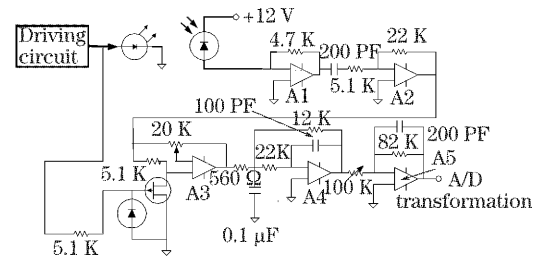 +12 V
Driving
circuit
4.7 K
200 PF
22 K
5.1 K
A1
A2
100 PF
12 K
20 K
200 PF
22K
82 K
A5
5.1 K
A3
560 Ω
A4
100 K
A/D
transformation
0.1 μF
5.1 K